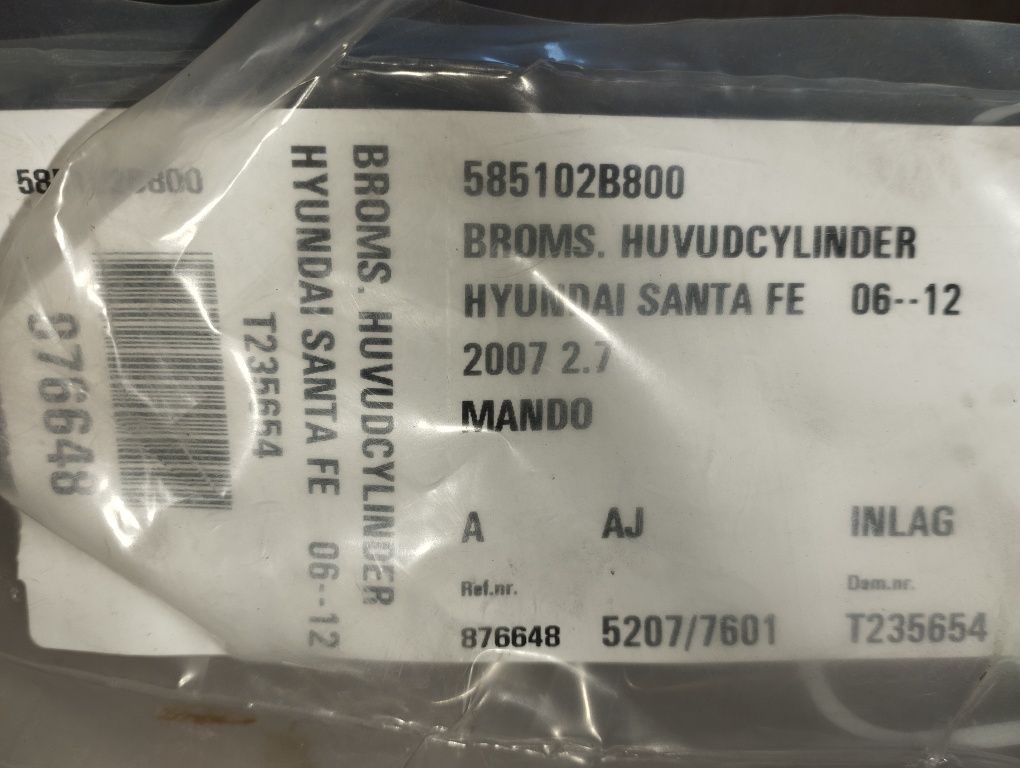 585102B800
BROMS. HUVUDCYLINDER
HYUNDAI SANTA FE 06--12
2007 2.7
MANDO
A AJ INLAG
Ref.nr. Dam.nr.
876648 5207/7601 T235654
BROMS. HUVUDCYLINDER
HYUNDAI SANTA FE 06--12
T235654
876648